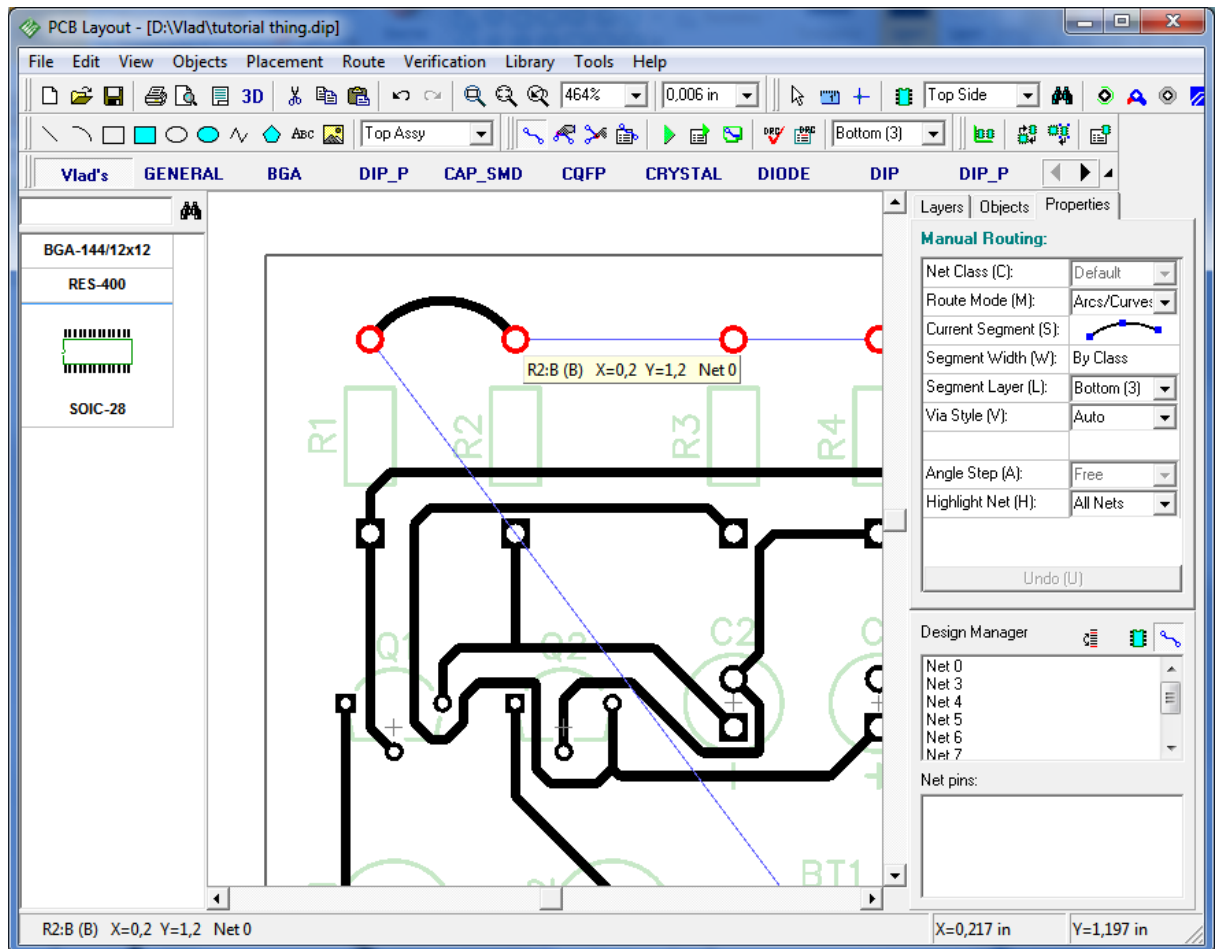 PCB Layout - [D:\Vlad\tutorial thing.dip]
File Edit View Objects Placement Route Verification Library Tools Help
3D 464% 0,006 in Top Side
ABC Top Assy DRC DRC Bottom (3)
Vlad's GENERAL BGA DIP_P CAP_SMD CQFP CRYSTAL DIODE DIP DIP_P
BGA-144/12x12
RES-400
SOIC-28
R2:B (B) X=0,2 Y=1,2 Net 0
R1 R2 R3 R4
Q1 Q2 C2 C
2 BT1
Layers Objects Properties
Manual Routing:
Net Class (C): Default
Route Mode (M): Arcs/Curves
Current Segment (S):
Segment Width (W): By Class
Segment Layer (L): Bottom (3)
Via Style (V): Auto
Angle Step (A): Free
Highlight Net (H): All Nets
Undo (U)
Design Manager
Net 0
Net 3
Net 4
Net 5
Net 6
Net 7
Net pins:
R2:B (B) X=0,2 Y=1,2 Net 0 X=0,217 in Y=1,197 in